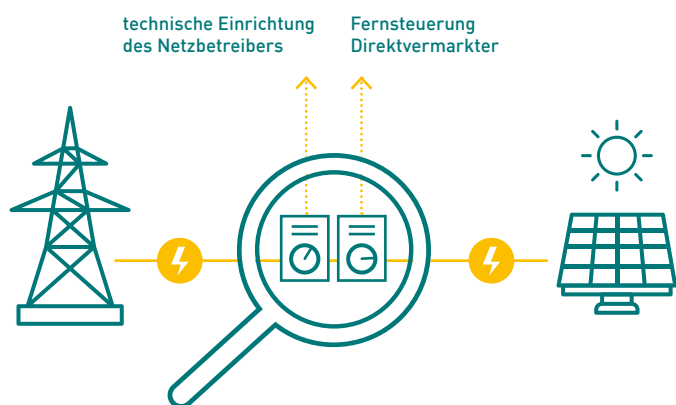 technische Einrichtung
des Netzbetreibers
Fernsteuerung
Direktvermarkter